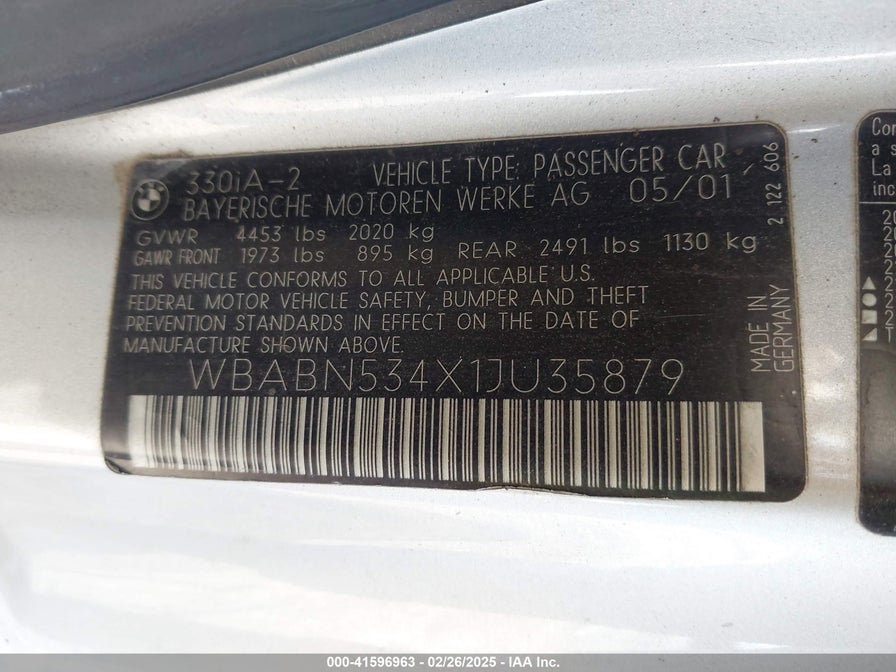 BMW
330iA-2 VEHICLE TYPE: PASSENGER CAR
BAYERISCHE MOTOREN WERKE AG 05/01
GVWR 4453 lbs 2020 kg
GAWR FRONT 1973 lbs 895 kg REAR 2491 lbs 1130 kg
THIS VEHICLE CONFORMS TO ALL APPLICABLE U.S.
FEDERAL MOTOR VEHICLE SAFETY, BUMPER AND THEFT
PREVENTION STANDARDS IN EFFECT ON THE DATE OF
MANUFACTURE SHOWN ABOVE.
WBABN534X1JU35879
2 122 606
MADE IN
GERMANY
La
000-41596963 - 02/26/2025 - IAA Inc.